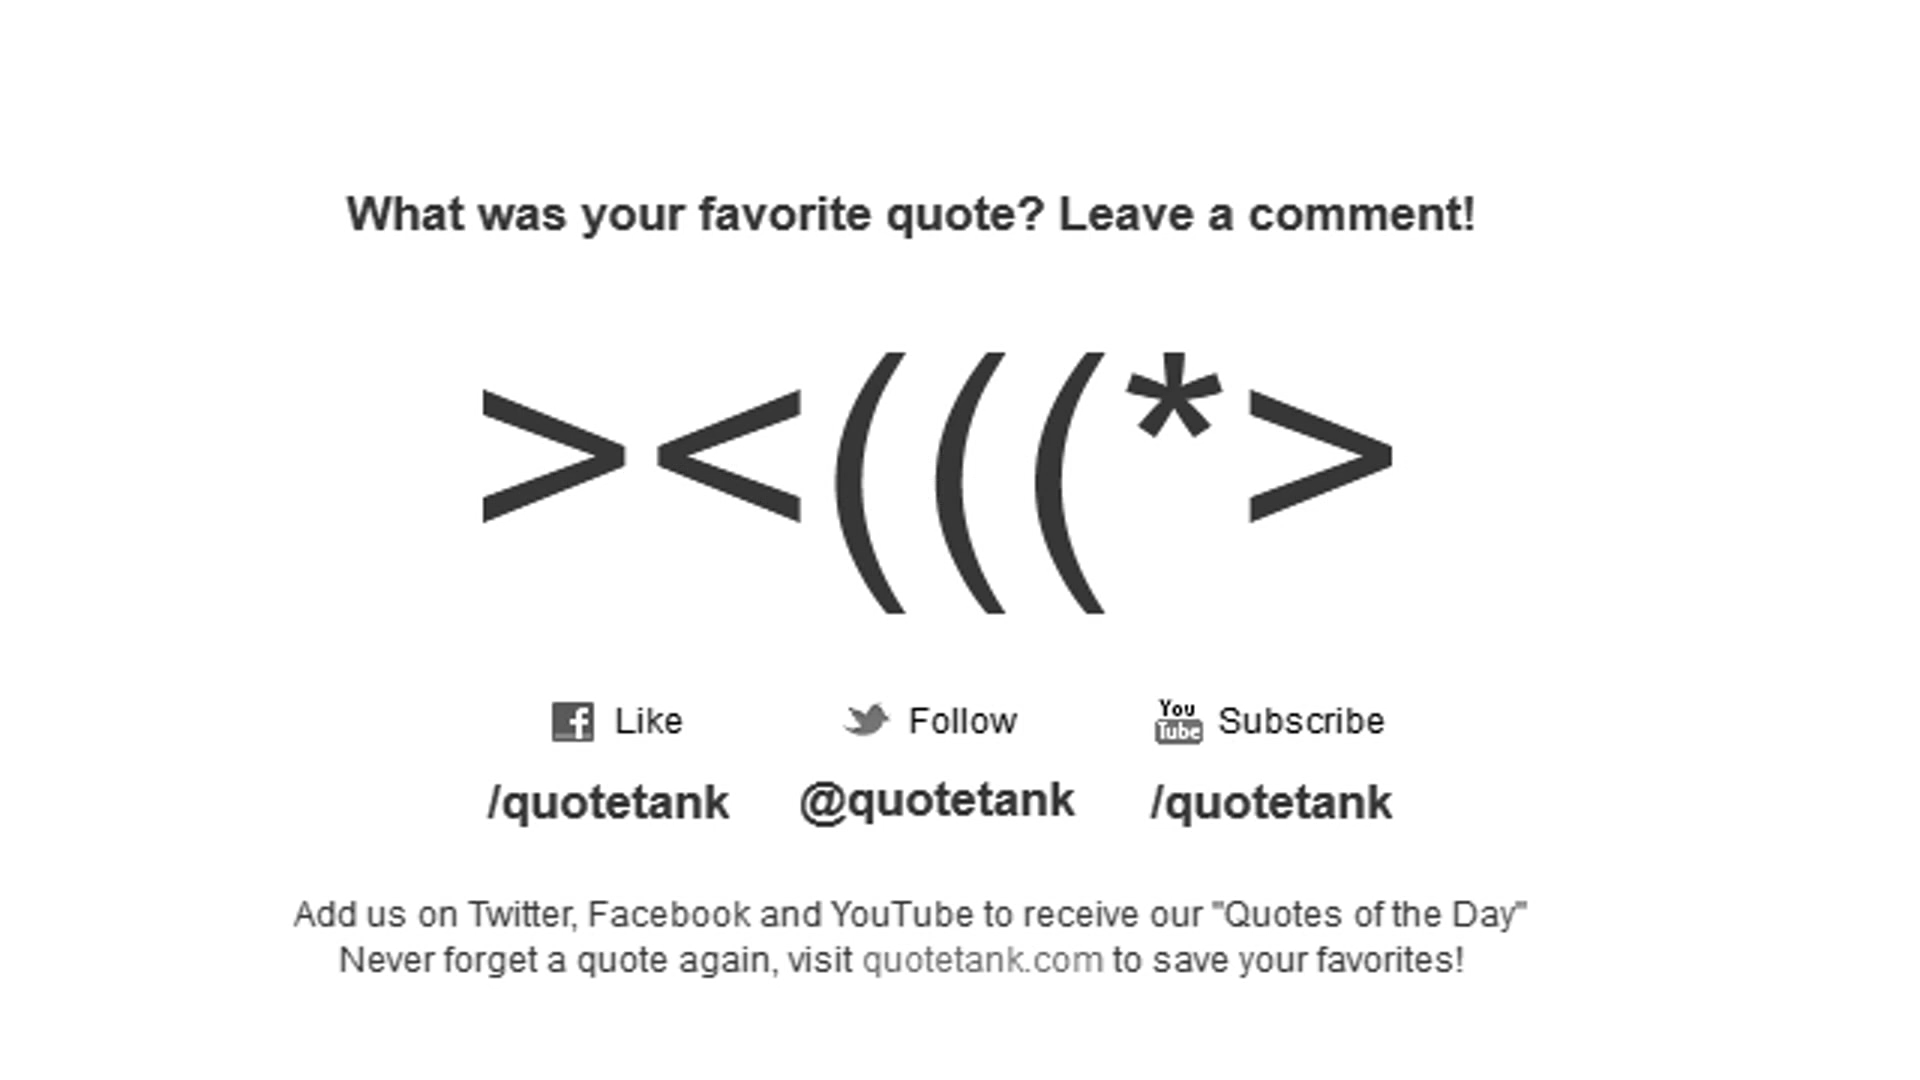 What was your favorite quote? Leave a comment!
><(((*>
f Like
Follow
You Tube Subscribe
/quotetank
@quotetank
/quotetank
Add us on Twitter, Facebook and YouTube to receive our "Quotes of the Day"
Never forget a quote again, visit quotetank.com to save your favorites!